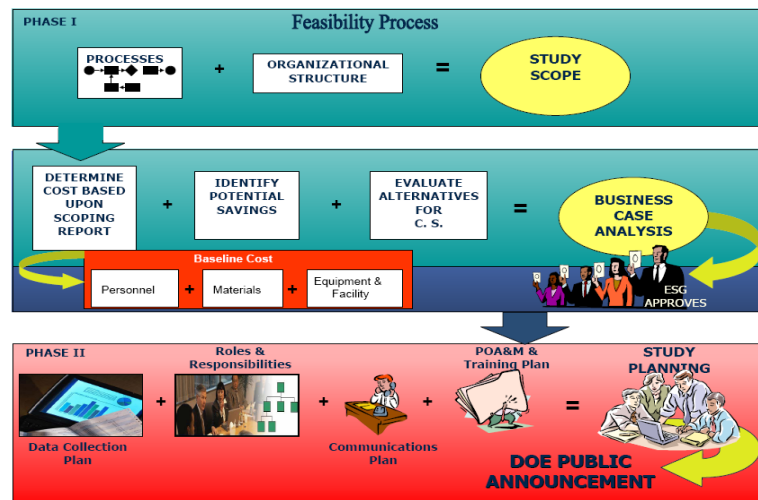 PHASE I
Feasibility Process
PROCESSES
+
ORGANIZATIONAL
STRUCTURE
=
STUDY
SCOPE
DETERMINE
COST BASED
UPON
SCOPING
REPORT
+
IDENTIFY
POTENTIAL
SAVINGS
+
EVALUATE
ALTERNATIVES
FOR
C. S.
=
BUSINESS
CASE
ANALYSIS
Baseline Cost
Personnel
+
Materials
+
Equipment &
Facility
ESG
APPROVES
PHASE II
Data Collection
Plan
+
Roles &
Responsibilities
+
Communications
Plan
+
POA&M &
Training Plan
=
STUDY
PLANNING
DOE PUBLIC
ANNOUNCEMENT